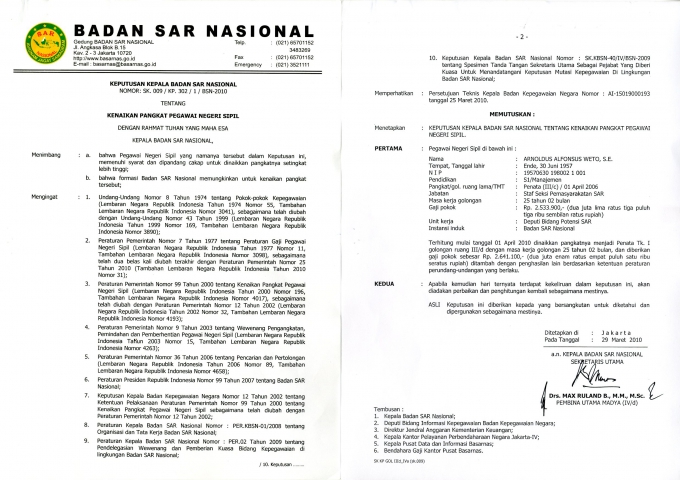 BADAN SAR NASIONAL
Gedung BADAN SAR NASIONAL
Jl. Angkasa Blok B.15
Kav. 2 - 3 Jakarta 10720
http://www.basarnas.go.id
E-mail : basarnas@basarnas.go.id
Telp. : (021) 65701152
3483269
Fax : (021) 65701152
Emergency : (021) 3521111
KEPUTUSAN KEPALA BADAN SAR NASIONAL
NOMOR: SK. 009 / KP. 302 / I / BSN-2010
TENTANG
KENAIKAN PANGKAT PEGAWAI NEGERI SIPIL
DENGAN RAHMAT TUHAN YANG MAHA ESA
KEPALA BADAN SAR NASIONAL,
Menimbang : a. bahwa Pegawai Negeri Sipil yang namanya tersebut dalam Keputusan ini,
memenuhi syarat dan dipandang cakap untuk dinaikkan pangkatnya setingkat
lebih tinggi;
b. bahwa formasi Badan SAR Nasional memungkinkan untuk kenaikan pangkat
tersebut;
Mengingat : 1. Undang-Undang Nomor 8 Tahun 1974 tentang Pokok-pokok Kepegawaian
(Lembaran Negara Republik Indonesia Tahun 1974 Nomor 55, Tambahan
Lembaran Negara Republik Indonesia Nomor 3041), sebagaimana telah diubah
dengan Undang-Undang Nomor 43 Tahun 1999 (Lembaran Negara Republik
Indonesia Tahun 1999 Nomor 169, Tambahan Lembaran Negara Republik Indonesia
Nomor 3890);
2. Peraturan Pemerintah Nomor 7 Tahun 1977 tentang Peraturan Gaji Pegawai
Negeri Sipil (Lembaran Negara Republik Indonesia Tahun 1977 Nomor 11,
Tambahan Lembaran Negara Republik Indonesia Nomor 3098), sebagaimana
telah dua belas kali diubah terakhir dengan Peraturan Pemerintah Nomor 25
Tahun 2010 (Tambahan Lembaran Negara Republik Indonesia Tahun 2010
Nomor 31);
3. Peraturan Pemerintah Nomor 99 Tahun 2000 tentang Kenaikan Pangkat Pegawai
Negeri Sipil (Lembaran Negara Republik Indonesia Tahun 2000 Nomor 196,
Tambahan Lembaran Negara Republik Indonesia Nomor 4017), sebagaimana
telah diubah dengan Peraturan Pemerintah Nomor 12 Tahun 2002 (Lembaran
Negara Republik Indonesia Tahun 2002 Nomor 32, Tambahan Lembaran Negara
Republik Indonesia Nomor 4193);
4. Peraturan Pemerintah Nomor 9 Tahun 2003 tentang Wewenang Pengangkatan,
Pemindahan dan Pemberhentian Pegawai Negeri Sipil (Lembaran Negara Republik
Indonesia Tahun 2003 Nomor 15, Tambahan Lembaran Negara Republik
Indonesia Nomor 4263);
5. Peraturan Pemerintah Nomor 36 Tahun 2006 tentang Pencarian dan Pertolongan
(Lembaran Negara Republik Indonesia Tahun 2006 Nomor 89, Tambahan
Lembaran Negara Republik Indonesia Nomor 4658);
6. Peraturan Presiden Republik Indonesia Nomor 99 Tahun 2007 tentang Badan SAR
Nasional;
7. Keputusan Kepala Badan Kepegawaian Negara Nomor 12 Tahun 2002 tentang
Ketentuan Pelaksanaan Peraturan Pemerintah Nomor 99 Tahun 2000 tentang
Kenaikan Pangkat Pegawai Negeri Sipil sebagaimana telah diubah dengan
Peraturan Pemerintah Nomor 12 Tahun 2002;
8. Peraturan Kepala Badan SAR Nasional Nomor : PER.KBSN-01/2008 tentang
Organisasi dan Tata Kerja Badan SAR Nasional;
9. Peraturan Kepala Badan SAR Nasional Nomor : PER.02 Tahun 2009 tentang
Pendelegasian Wewenang dan Pemberian Kuasa Bidang Kepegawaian di
lingkungan Badan SAR Nasional;
/ 10. Keputusan ........
- 2 -
10. Keputusan Kepala Badan SAR Nasional Nomor : SK.KBSN-40/IV/BSN-2009
tentang Spesimen Tanda Tangan Sekretaris Utama Sebagai Pejabat Yang Diberi
Kuasa Untuk Menandatangani Keputusan Mutasi Kepegawaian Di Lingkungan
Badan SAR Nasional;
Memperhatikan : Persetujuan Teknis Kepala Badan Kepegawaian Negara Nomor : AI-15019000193
tanggal 25 Maret 2010.
MEMUTUSKAN :
Menetapkan : KEPUTUSAN KEPALA BADAN SAR NASIONAL TENTANG KENAIKAN PANGKAT PEGAWAI
NEGERI SIPIL.
PERTAMA : Pegawai Negeri Sipil di bawah ini :
Nama : ARNOLDUS ALFONSUS WETO, S.E.
Tempat, Tanggal lahir : Ende, 30 Juni 1957
N I P : 19570630 198002 1 001
Pendidikan : S1/Manajemen
Pangkat/gol. ruang lama/TMT : Penata (III/c) / 01 April 2006
Jabatan : Staf Seksi Pemasyarakatan SAR
Masa kerja golongan : 25 tahun 02 bulan
Gaji pokok : Rp. 2.533.900,- (dua juta lima ratus tiga puluh
tiga ribu sembilan ratus rupiah)
Unit kerja : Deputi Bidang Potensi SAR
Instansi induk : Badan SAR Nasional
Terhitung mulai tanggal 01 April 2010 dinaikkan pangkatnya menjadi Penata Tk. I
golongan ruang III/d dengan masa kerja golongan 25 tahun 02 bulan, dan diberikan
gaji pokok sebesar Rp. 2.641.100,- (dua juta enam ratus empat puluh satu ribu
seratus rupiah) ditambah dengan penghasilan lain berdasarkan ketentuan peraturan
perundang-undangan yang berlaku.
KEDUA : Apabila kemudian hari ternyata terdapat kekeliruan dalam keputusan ini, akan
diadakan perbaikan dan penghitungan kembali sebagaimana mestinya.
ASLI Keputusan ini diberikan kepada yang bersangkutan untuk diketahui dan
dipergunakan sebagaimana mestinya.
Ditetapkan di : J a k a r t a
Pada Tanggal : 29 Maret 2010
a.n. KEPALA BADAN SAR NASIONAL
SEKRETARIS UTAMA
Drs. MAX RULAND B., M.M., M.Sc.
PEMBINA UTAMA MADYA (IV/d)
Tembusan :
1. Kepala Badan SAR Nasional;
2. Deputi Bidang Informasi Kepegawaian Badan Kepegawaian Negara;
3. Direktur Jendral Anggaran Kementerian Keuangan;
4. Kepala Kantor Pelayanan Perbendaharaan Negara Jakarta-IV;
5. Kepala Pusat Data dan Informasi Basarnas;
6. Bendahara Gaji Kantor Pusat Basarnas.